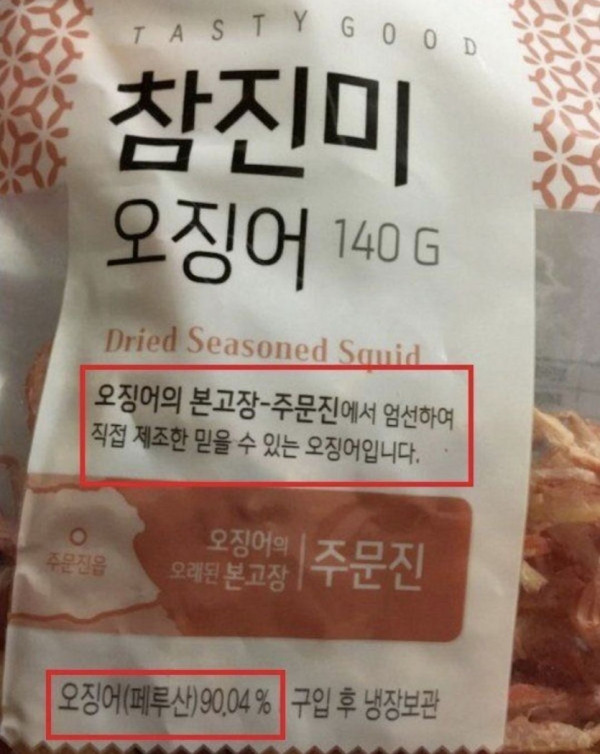 TASTY GOOD
참진미
오징어 140 G
Dried Seasoned Squid
오징어의 본고장-주문진에서 엄선하여
직접 제조한 믿을 수 있는 오징어입니다.
주문진읍
오징어의
오래된 본고장
주문진
오징어(페루산)90.04 % 구입 후 냉장보관